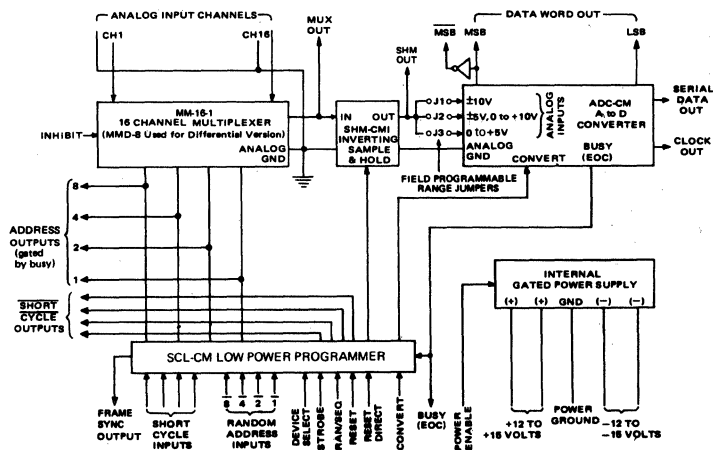 ANALOG INPUT CHANNELS
CH1
CH16
MUX
OUT
SHM
OUT
DATA WORD OUT
MSB
MSB
LSB
MM-16-1
16 CHANNEL MULTIPLEXER
(MMD-8 Used for Differential Version)
ANALOG
GND
INHIBIT
IN OUT
SHM-CMI
INVERTING
SAMPLE
& HOLD
J1
J2
J3
±10V
±5V, 0 to +10V
0 to +5V
ANALOG
GND
ANALOG
INPUTS
ADC-CM
A, to D
CONVERTER
BUSY
(EOC)
CONVERT
SERIAL
DATA
OUT
CLOCK
OUT
FIELD PROGRAMMABLE
RANGE JUMPERS
8
4
2
1
ADDRESS
OUTPUTS
(gated
by busy)
SHORT
CYCLE
OUTPUTS
INTERNAL
GATED POWER SUPPLY
(+) (+) GND (−) (−)
SCL-CM LOW POWER PROGRAMMER
FRAME
SYNC
OUTPUT
SHORT
CYCLE
INPUTS
8 4 2 1
RANDOM
ADDRESS
INPUTS
DEVICE
SELECT
STROBE
RAN/SEQ
RESET
RESET
DIRECT
CONVERT
BUSY
(EOC)
POWER
ENABLE
+12 TO
+15 VOLTS
POWER
GROUND
−12 TO
−15 VOLTS